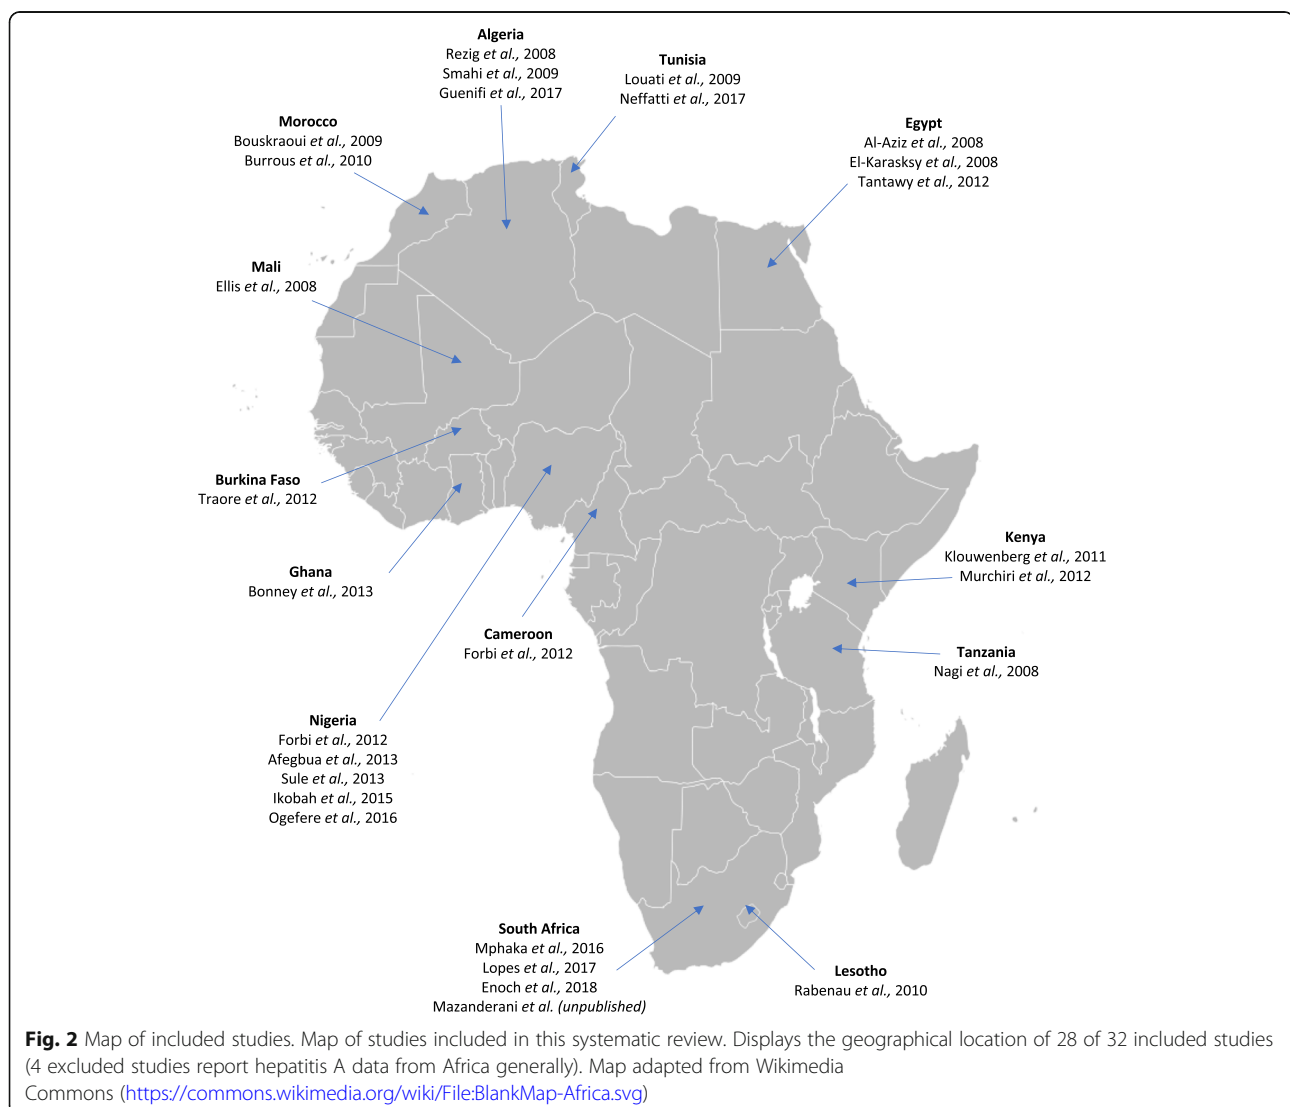 Algeria
Rezig et al., 2008
Smahi et al., 2009
Guenifi et al., 2017
Tunisia
Louati et al., 2009
Neffatti et al., 2017
Morocco
Bouskraoui et al., 2009
Burrous et al., 2010
Egypt
Al-Aziz et al., 2008
El-Karasksy et al., 2008
Tantawy et al., 2012
Mali
Ellis et al., 2008
Burkina Faso
Traore et al., 2012
Ghana
Bonney et al., 2013
Kenya
Klouwenberg et al., 2011
Murchiri et al., 2012
Cameroon
Forbi et al., 2012
Tanzania
Nagi et al., 2008
Nigeria
Forbi et al., 2012
Afegbua et al., 2013
Sule et al., 2013
Ikobah et al., 2015
Ogefere et al., 2016
South Africa
Mphaka et al., 2016
Lopes et al., 2017
Enoch et al., 2018
Mazanderani et al. (unpublished)
Lesotho
Rabenau et al., 2010
Fig. 2 Map of included studies. Map of studies included in this systematic review. Displays the geographical location of 28 of 32 included studies
(4 excluded studies report hepatitis A data from Africa generally). Map adapted from Wikimedia
Commons (https://commons.wikimedia.org/wiki/File:BlankMap-Africa.svg)